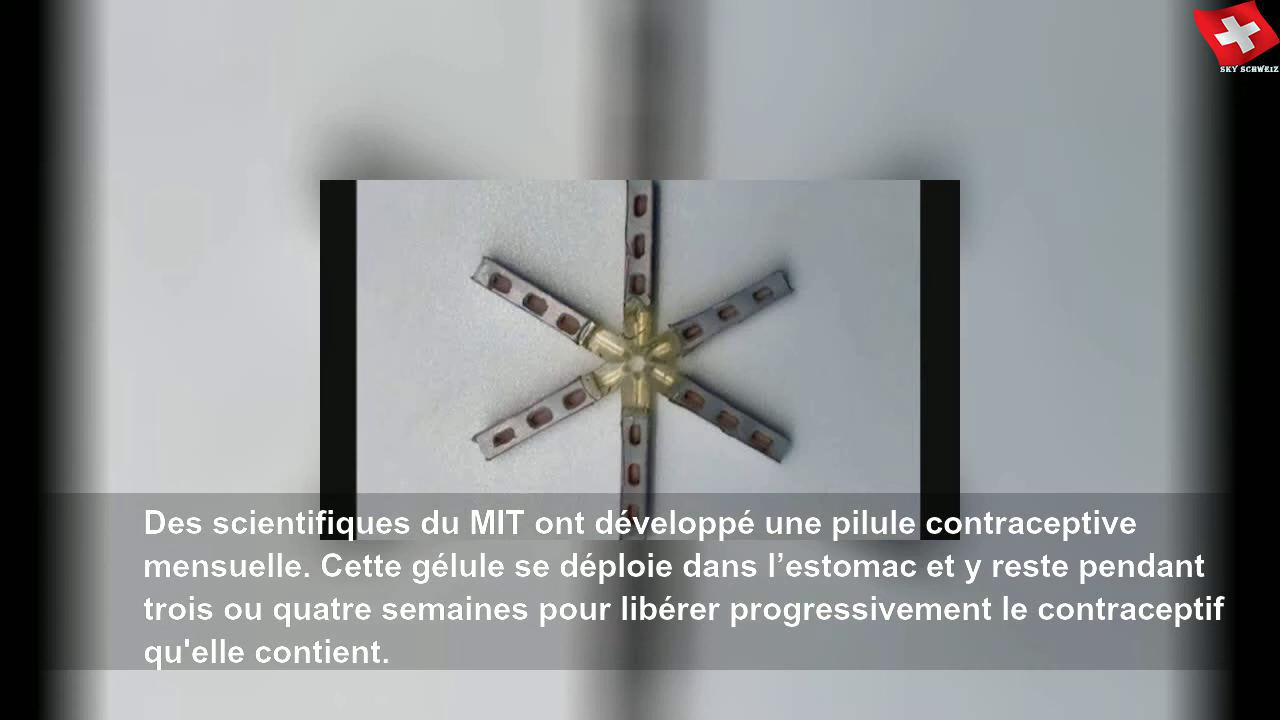 SKY SCHWEIZ
Des scientifiques du MIT ont développé une pilule contraceptive
mensuelle. Cette gélule se déploie dans l’estomac et y reste pendant
trois ou quatre semaines pour libérer progressivement le contraceptif
qu'elle contient.